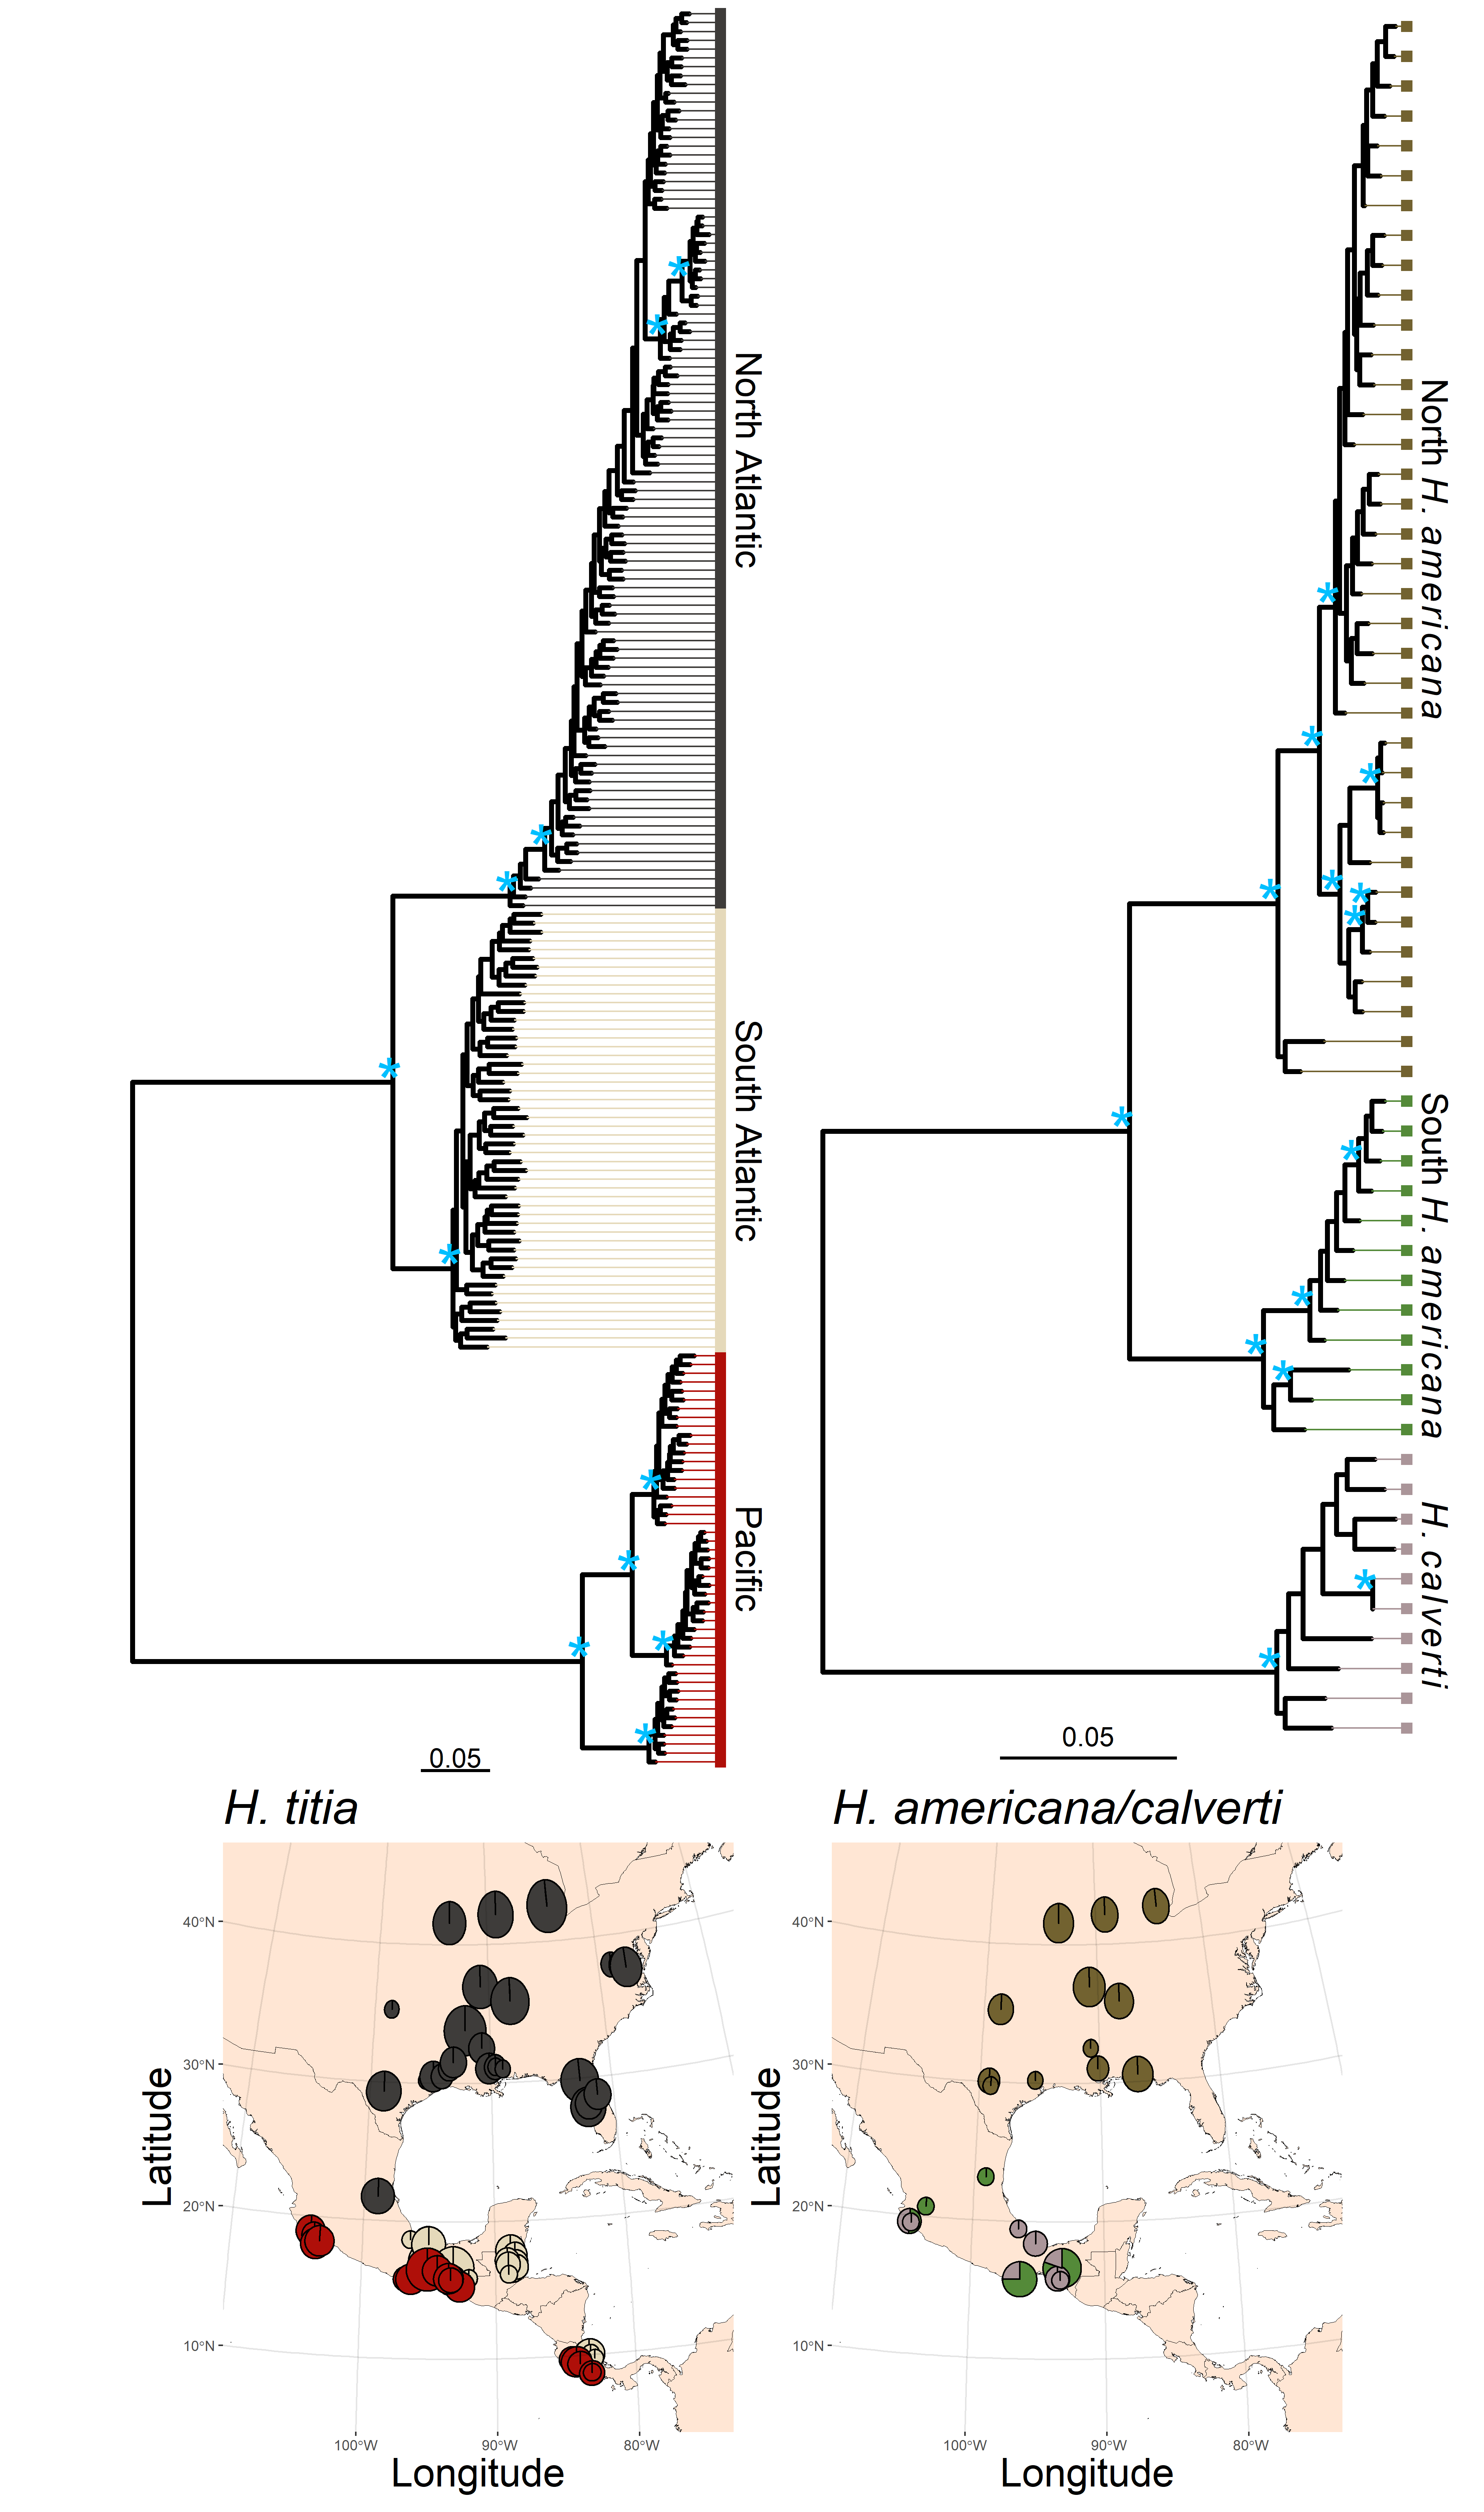 North Atlantic
South Atlantic
Pacific
0.05
North H. americana
South H. americana
H. calverti
0.05
H. titia
40°N
30°N
20°N
10°N
Latitude
100°W
90°W
80°W
Longitude
H. americana/calverti
40°N
30°N
20°N
10°N
Latitude
100°W
90°W
80°W
Longitude